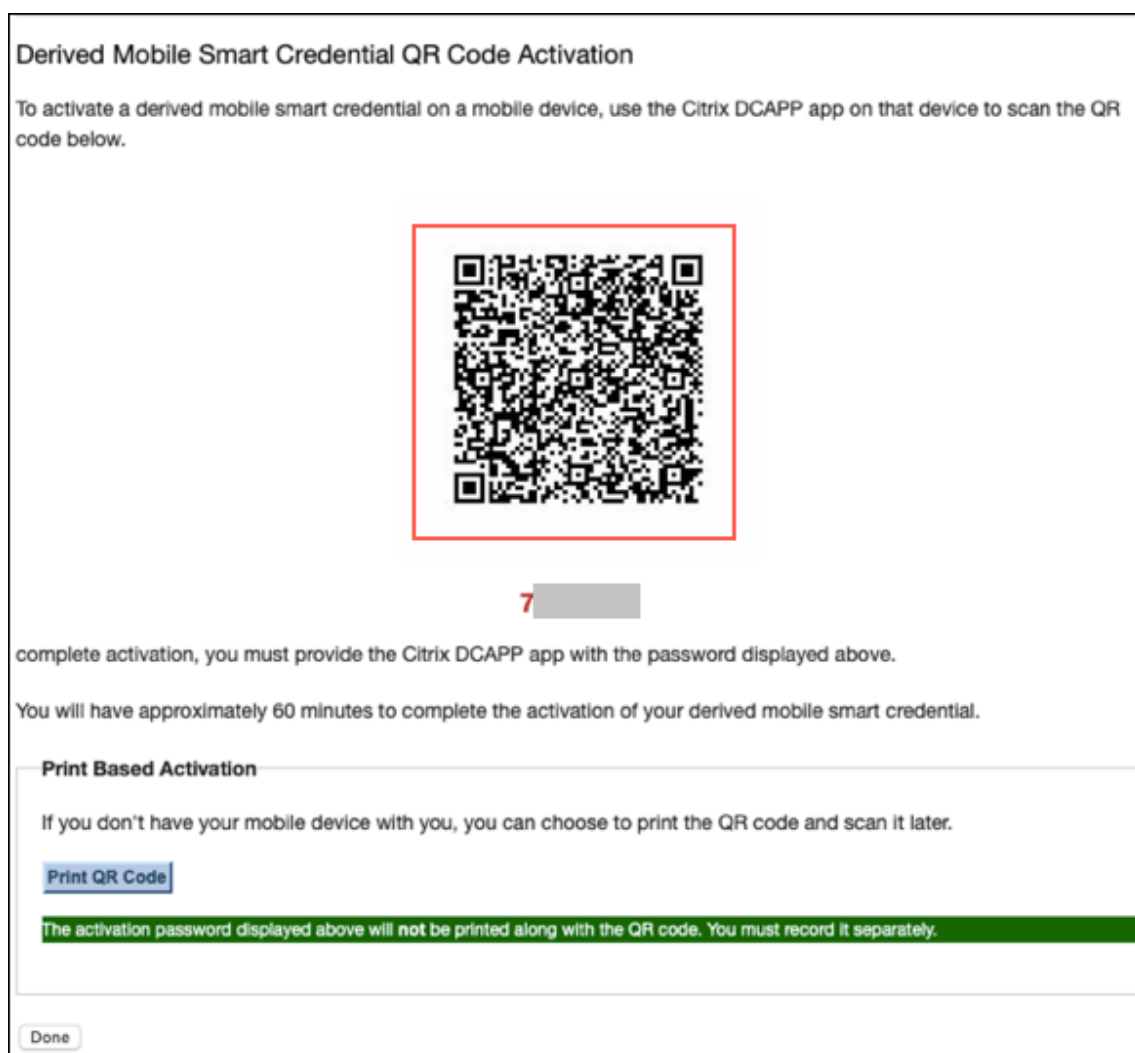 Derived Mobile Smart Credential QR Code Activation
To activate a derived mobile smart credential on a mobile device, use the Citrix DCAPP app on that device to scan the QR
code below.
7
complete activation, you must provide the Citrix DCAPP app with the password displayed above.
You will have approximately 60 minutes to complete the activation of your derived mobile smart credential.
Print Based Activation
If you don't have your mobile device with you, you can choose to print the QR code and scan it later.
Print QR Code
The activation password displayed above will not be printed along with the QR code. You must record it separately.
Done